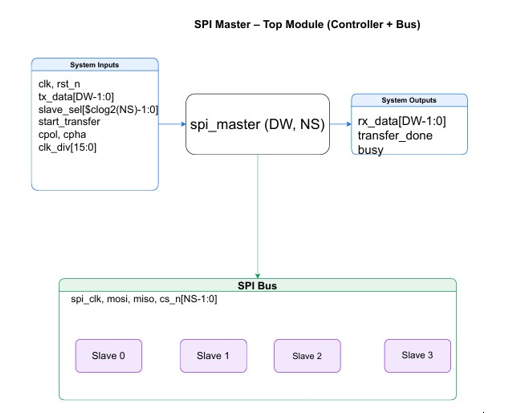 SPI Master – Top Module (Controller + Bus)
System Inputs
clk, rst_n
tx_data[DW-1:0]
slave_sel[$clog2(NS)-1:0]
start_transfer
cpol, cpha
clk_div[15:0]
spi_master (DW, NS)
System Outputs
rx_data[DW-1:0]
transfer_done
busy
SPI Bus
spi_clk, mosi, miso, cs_n[NS-1:0]
Slave 0
Slave 1
Slave 2
Slave 3